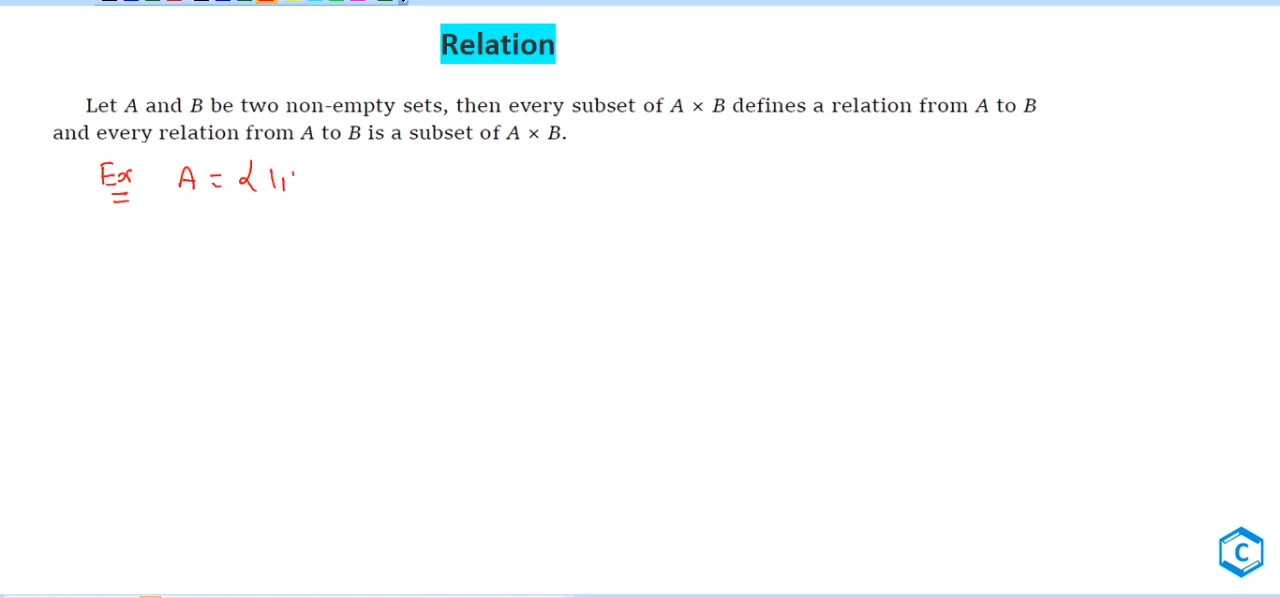 Relation
Let A and B be two non-empty sets, then every subset of A × B defines a relation from A to B
and every relation from A to B is a subset of A × B.
Ex A = { 1,
C